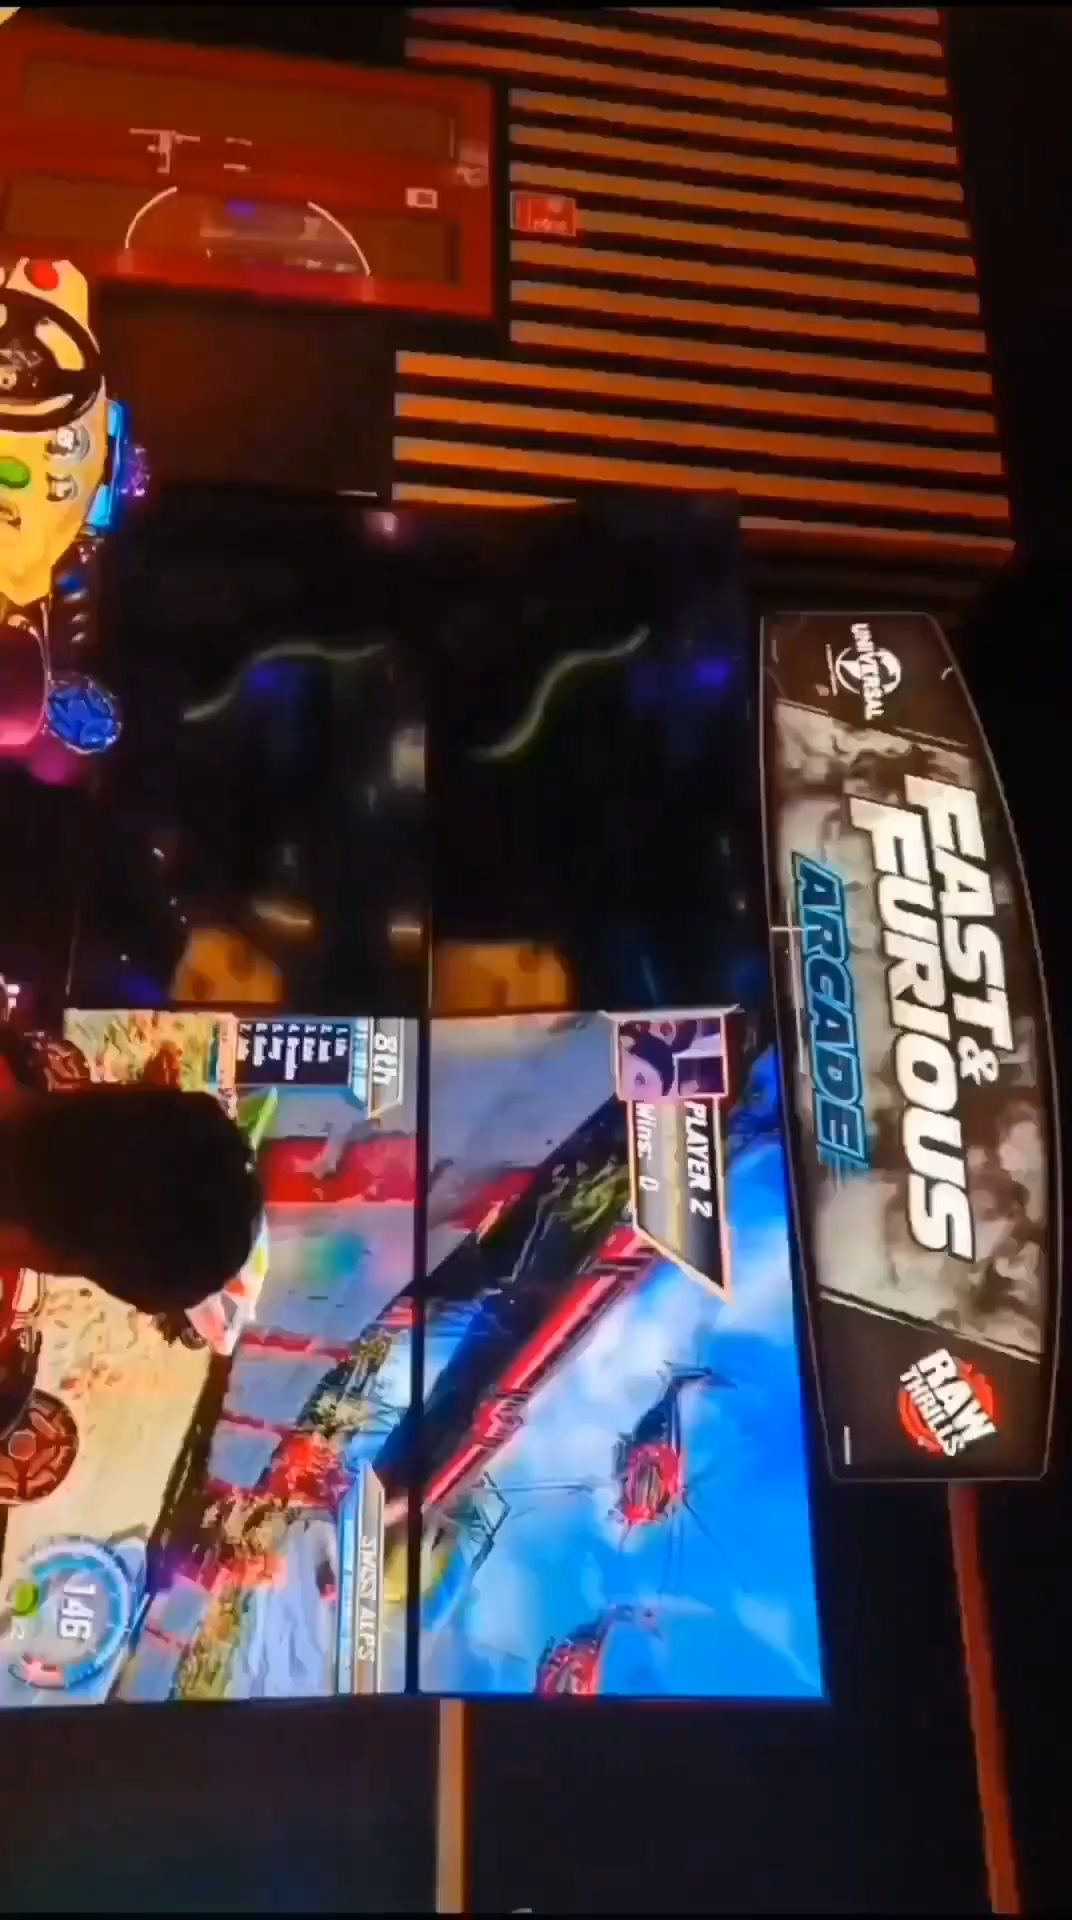 UNIVERSAL
FAST &
FURIOUS
ARCADE
RAW
THRILLS
PLAYER 2
Wins: 0
8th
SWISS ALPS
146